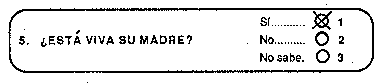 Sí.......... 1
5. ¿ESTÁ VIVA SU MADRE? No.......... 2
No sabe. 3